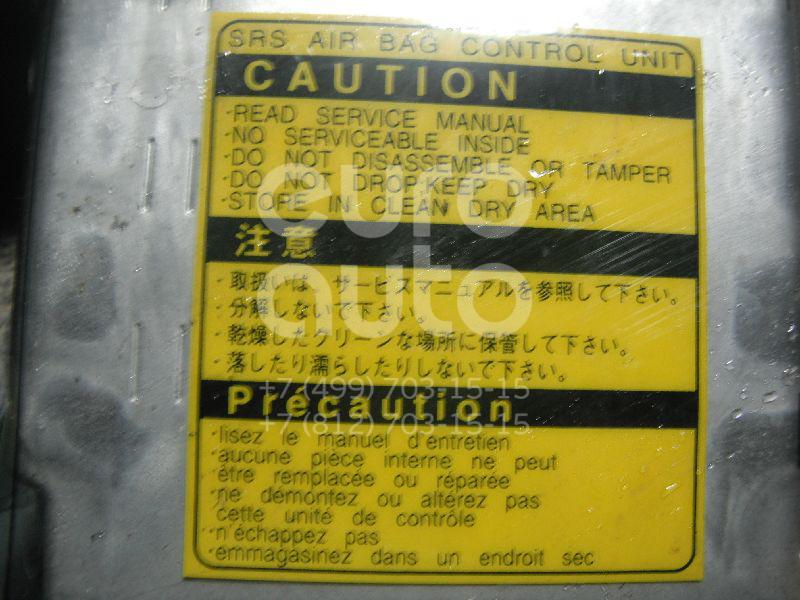 SRS AIR BAG CONTROL UNIT
CAUTION
·READ SERVICE MANUAL
·NO SERVICEABLE INSIDE
·DO NOT DISASSEMBLE OR TAMPER
·DO NOT DROP,KEEP DRY
·STORE IN CLEAN DRY AREA
euro
auto
注意
·取扱いは、サービスマニュアルを参照して下さい。
·分解しないで下さい。
·乾燥したクリーンな場所に保管して下さい。
·落したり濡らしたりしないで下さい。
+7(499) 703-15-15
+7(812) 703-15-15
Précaution
·lisez le manuel d'entretien
·aucune pièce interne ne peut
·être remplacée ou réparée
·ne démontez ou altérez pas
cette unité de contrôle
·n'échappez pas
·emmagasinez dans un endroit sec